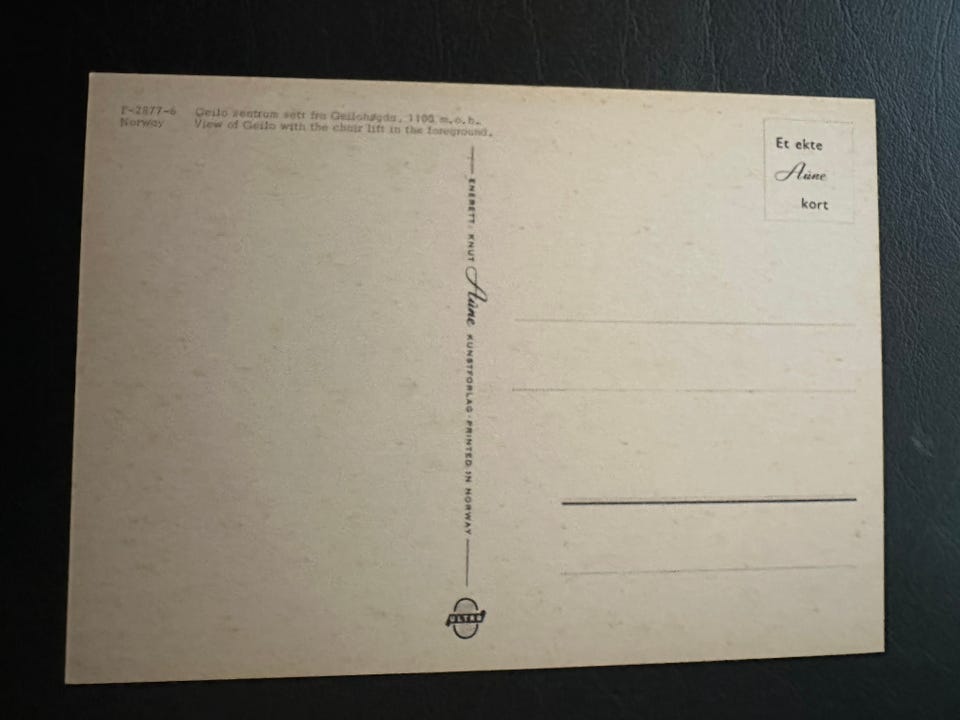 F-2877-6 Geilo sentrum sett fra Geilohøgda, 1100 m.o.h.
Norway View of Geilo with the chair lift in the foreground.
Et ekte
Aune
kort
ENERETT: KNUT Aune KUNSTFORLAG - PRINTED IN NORWAY
ULTRA